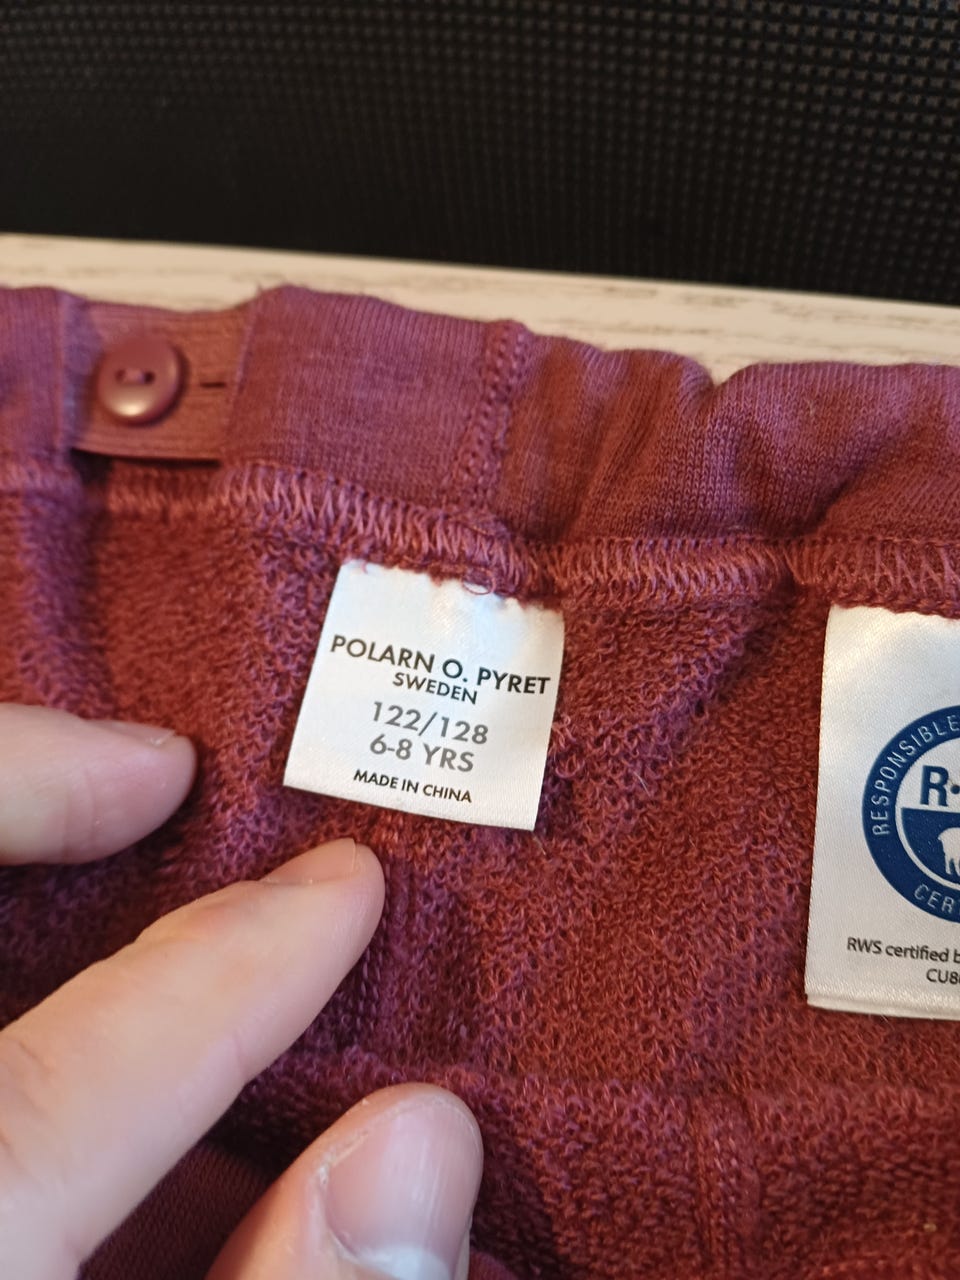 POLARN O. PYRET
SWEDEN
122/128
6-8 YRS
MADE IN CHINA
RESPONSIBLE
R
RWS certified